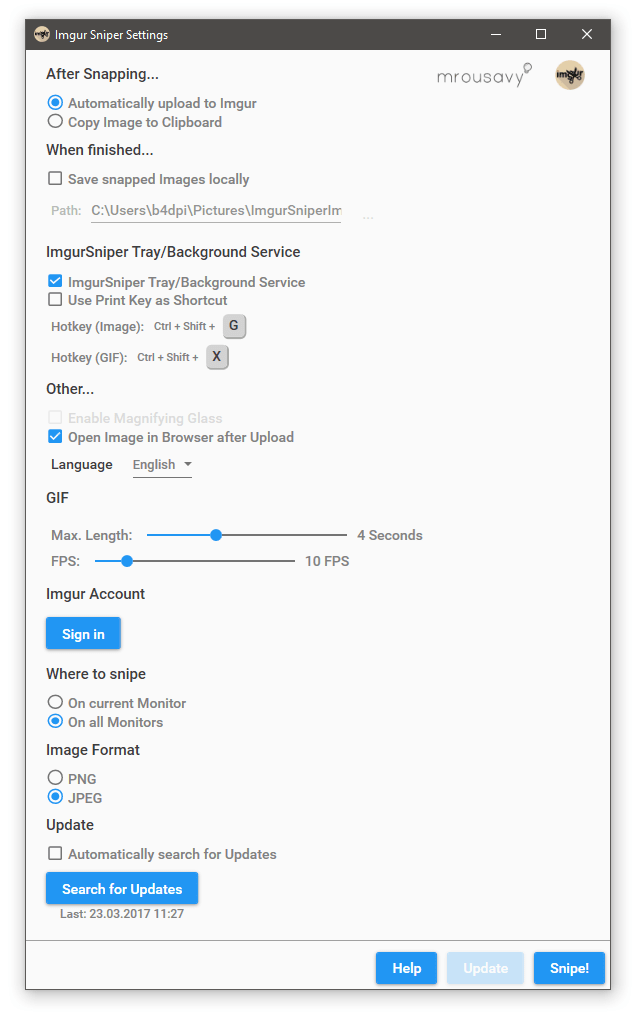 Imgur Sniper Settings
After Snapping...
mrousavy
imgur
Automatically upload to Imgur
Copy Image to Clipboard
When finished...
Save snapped Images locally
Path: C:\Users\b4dpi\Pictures\ImgurSniperIm ...
ImgurSniper Tray/Background Service
ImgurSniper Tray/Background Service
Use Print Key as Shortcut
Hotkey (Image): Ctrl + Shift + G
Hotkey (GIF): Ctrl + Shift + X
Other...
Enable Magnifying Glass
Open Image in Browser after Upload
Language English
GIF
Max. Length: 4 Seconds
FPS: 10 FPS
Imgur Account
Sign in
Where to snipe
On current Monitor
On all Monitors
Image Format
PNG
JPEG
Update
Automatically search for Updates
Search for Updates
Last: 23.03.2017 11:27
Help Update Snipe!